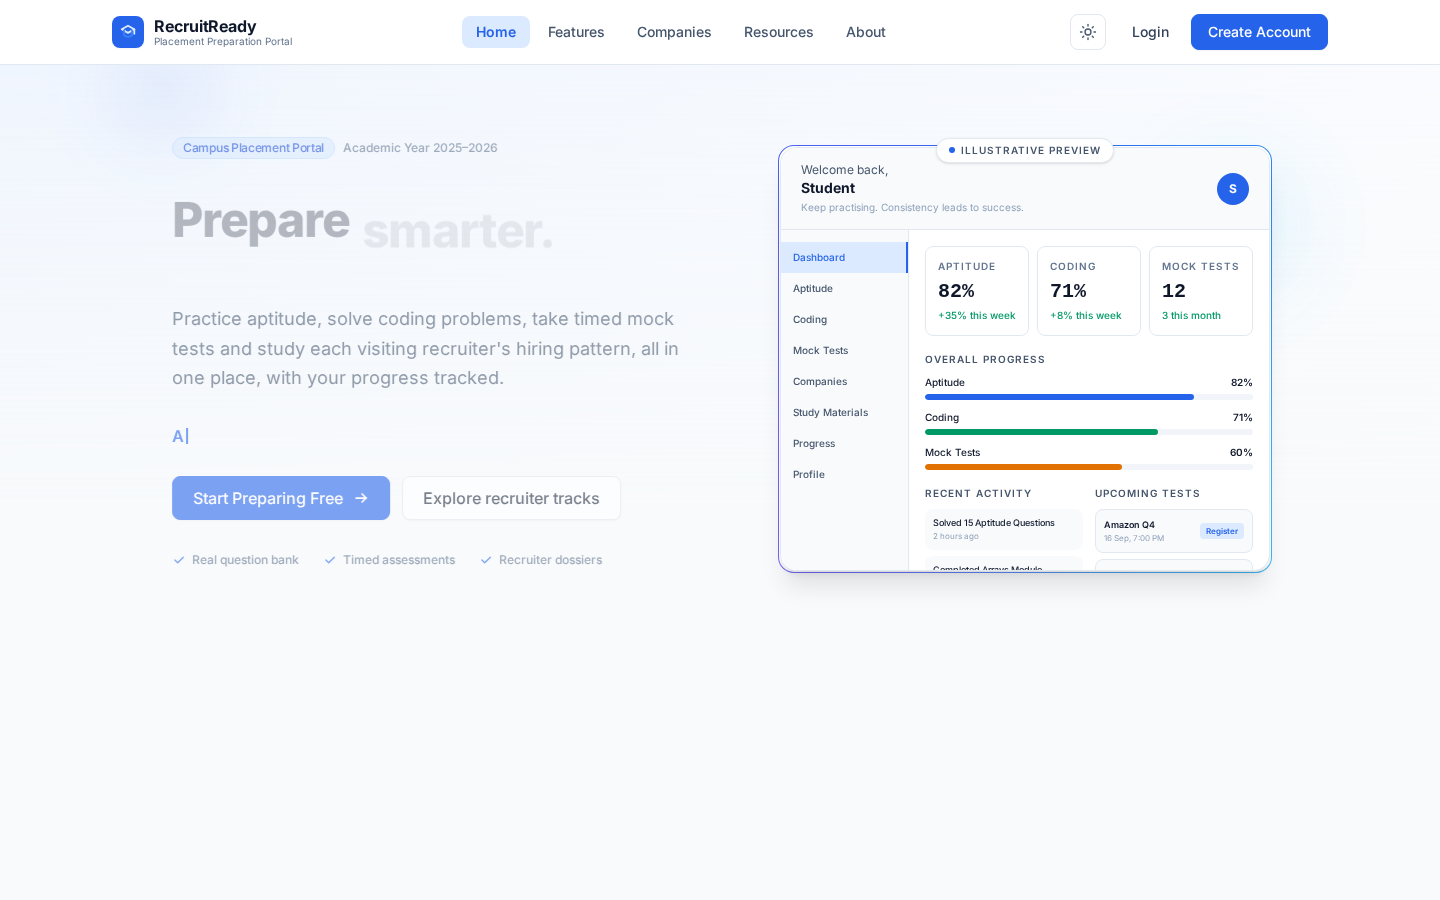 RecruitReady
Placement Preparation Portal
Home
Features
Companies
Resources
About
Login
Create Account
Campus Placement Portal
Academic Year 2025–2026
Prepare smarter.
Practice aptitude, solve coding problems, take timed mock
tests and study each visiting recruiter's hiring pattern, all in
one place, with your progress tracked.
A|
Start Preparing Free →
Explore recruiter tracks
Real question bank
Timed assessments
Recruiter dossiers
ILLUSTRATIVE PREVIEW
Welcome back,
Student
Keep practising. Consistency leads to success.
S
Dashboard
Aptitude
Coding
Mock Tests
Companies
Study Materials
Progress
Profile
APTITUDE
82%
+35% this week
CODING
71%
+8% this week
MOCK TESTS
12
3 this month
OVERALL PROGRESS
Aptitude
82%
Coding
71%
Mock Tests
60%
RECENT ACTIVITY
Solved 15 Aptitude Questions
2 hours ago
Completed Arrays Module
UPCOMING TESTS
Amazon Q4
16 Sep, 7:00 PM
Register